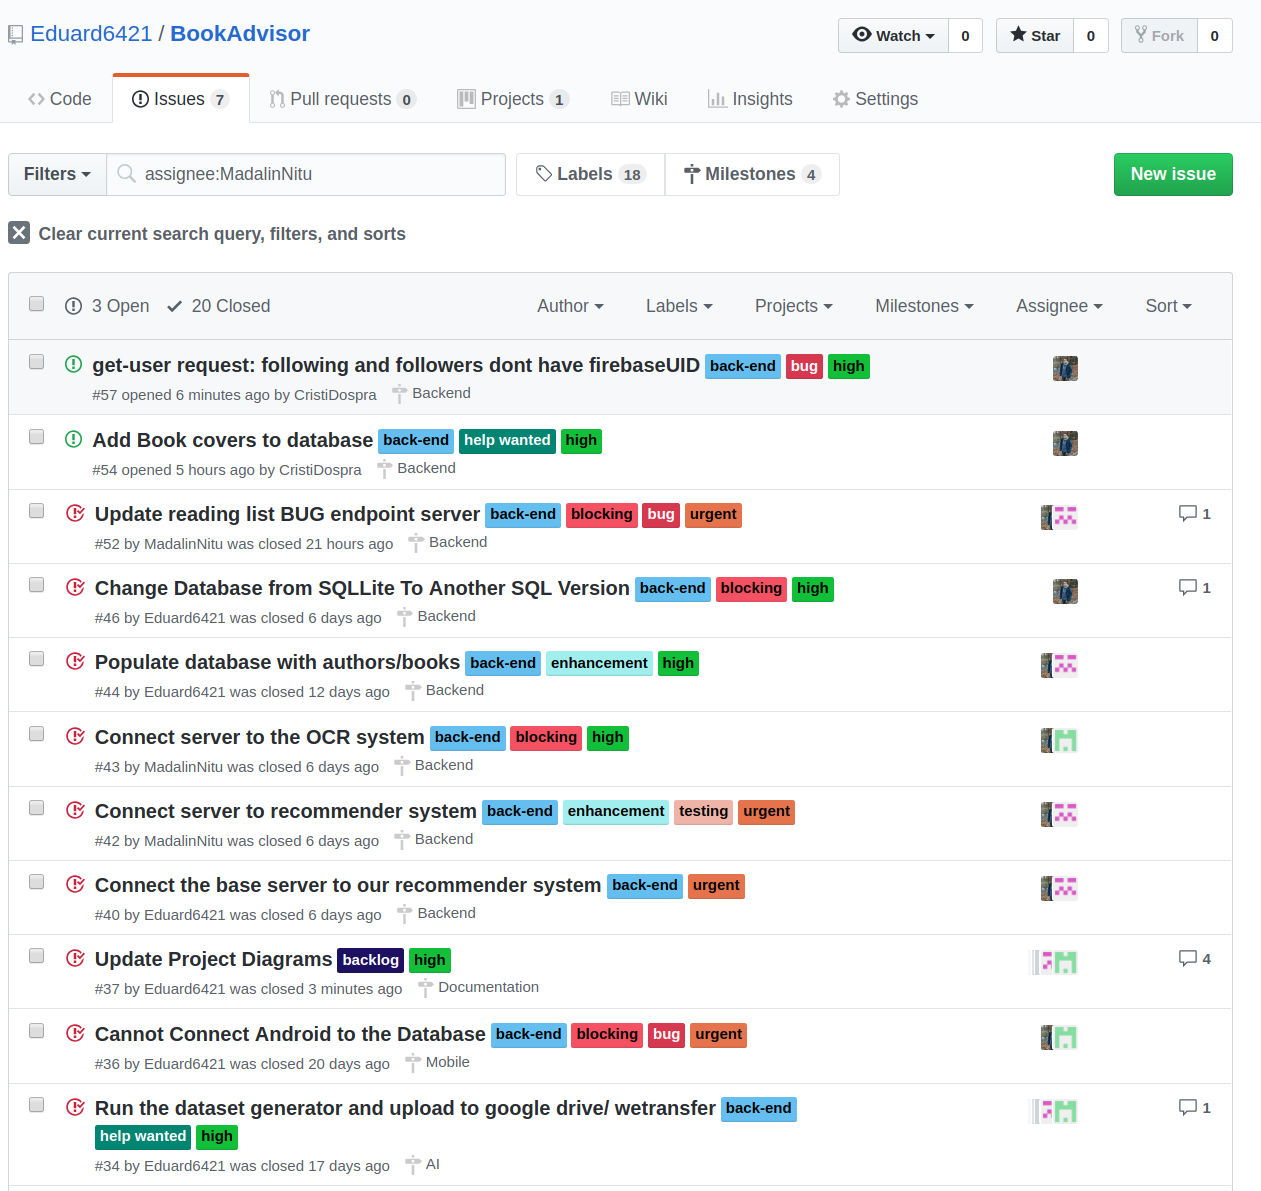 Eduard6421 / BookAdvisor
Watch 0 Star 0 Fork 0
Code Issues 7 Pull requests 0 Projects 1 Wiki Insights Settings
Filters assignee:MadalinNitu Labels 18 Milestones 4 New issue
Clear current search query, filters, and sorts
3 Open 20 Closed Author Labels Projects Milestones Assignee Sort
get-user request: following and followers dont have firebaseUID back-end bug high
#57 opened 6 minutes ago by CristiDospra Backend
Add Book covers to database back-end help wanted high
#54 opened 5 hours ago by CristiDospra Backend
Update reading list BUG endpoint server back-end blocking bug urgent 1
#52 by MadalinNitu was closed 21 hours ago Backend
Change Database from SQLLite To Another SQL Version back-end blocking high 1
#46 by Eduard6421 was closed 6 days ago Backend
Populate database with authors/books back-end enhancement high
#44 by Eduard6421 was closed 12 days ago Backend
Connect server to the OCR system back-end blocking high
#43 by MadalinNitu was closed 6 days ago Backend
Connect server to recommender system back-end enhancement testing urgent
#42 by MadalinNitu was closed 6 days ago Backend
Connect the base server to our recommender system back-end urgent
#40 by Eduard6421 was closed 6 days ago Backend
Update Project Diagrams backlog high 4
#37 by Eduard6421 was closed 3 minutes ago Documentation
Cannot Connect Android to the Database back-end blocking bug urgent
#36 by Eduard6421 was closed 20 days ago Mobile
Run the dataset generator and upload to google drive/ wetransfer back-end 1
help wanted high
#34 by Eduard6421 was closed 17 days ago AI